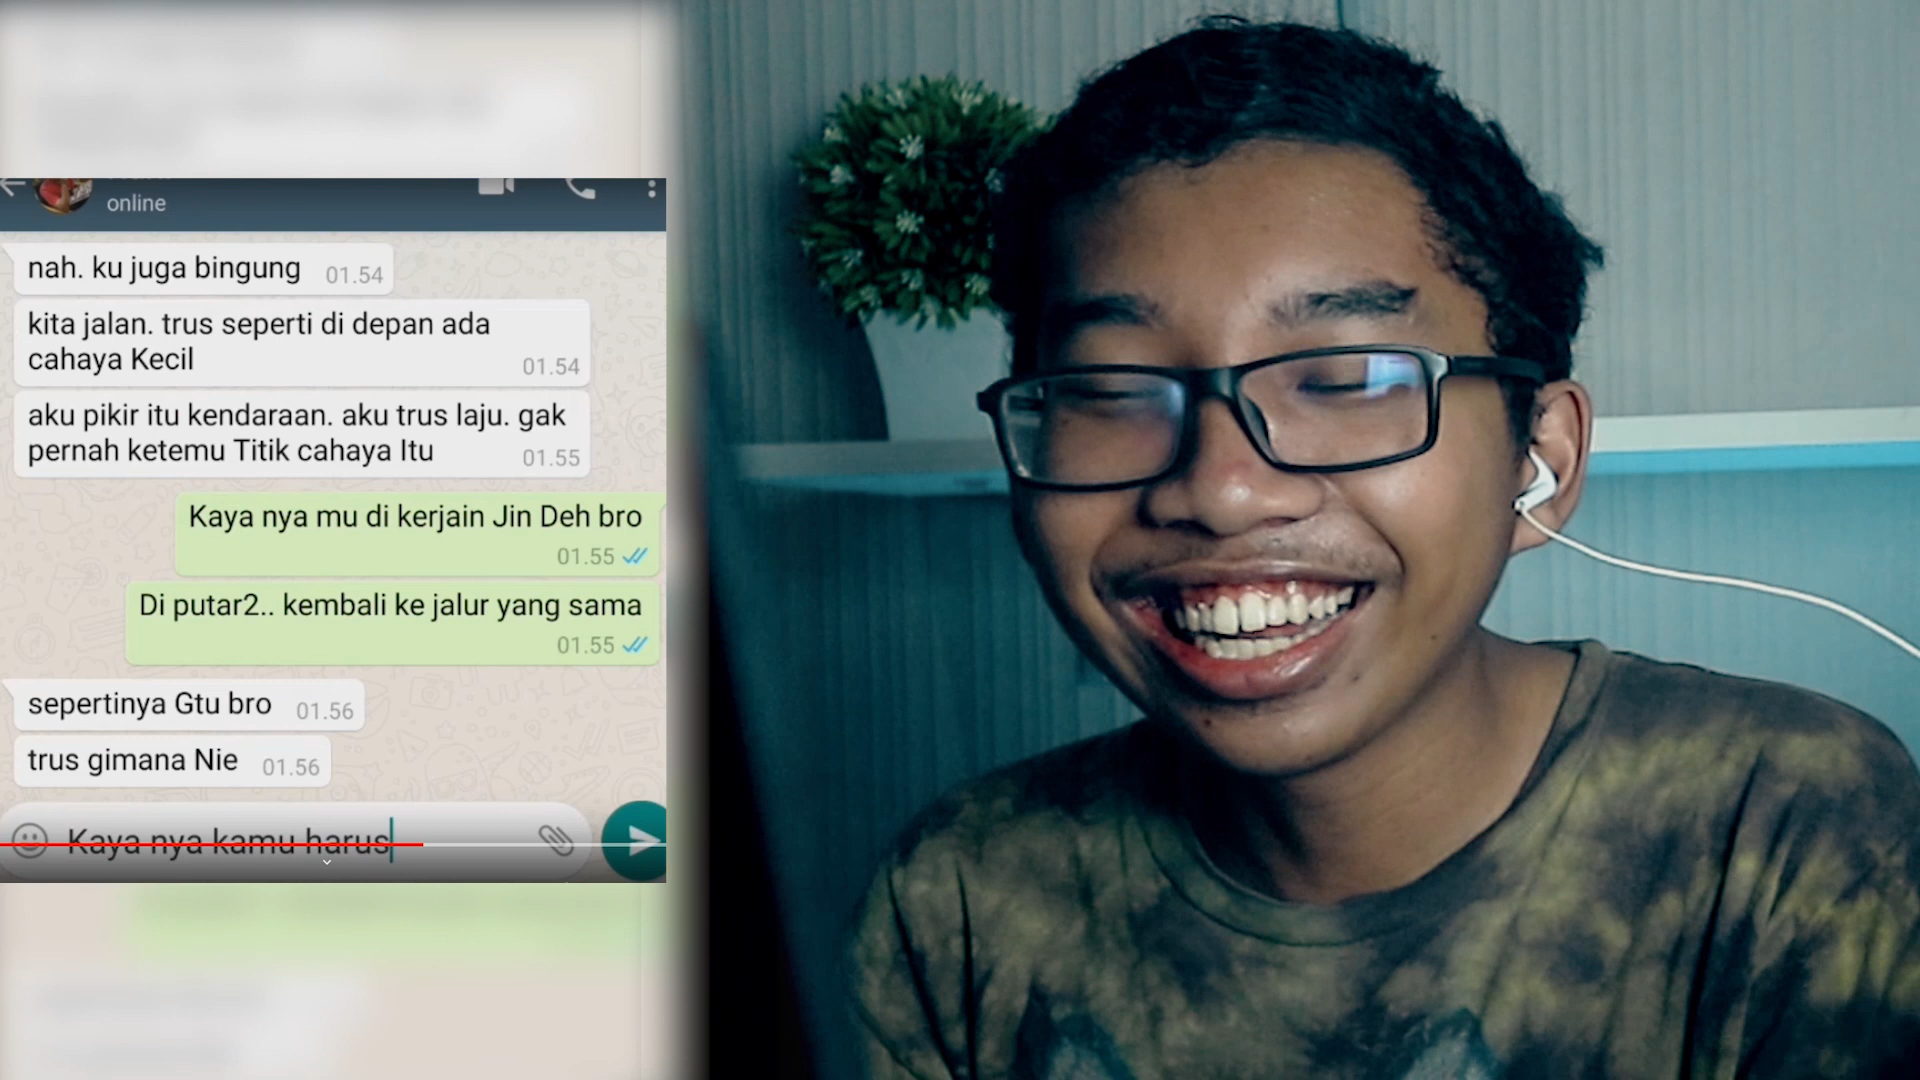 online
nah. ku juga bingung 01.54
kita jalan. trus seperti di depan ada
cahaya Kecil 01.54
aku pikir itu kendaraan. aku trus laju. gak
pernah ketemu Titik cahaya Itu 01.55
Kaya nya mu di kerjain Jin Deh bro
01.55
Di putar2.. kembali ke jalur yang sama
01.55
sepertinya Gtu bro 01.56
trus gimana Nie 01.56
Kaya nya kamu harus